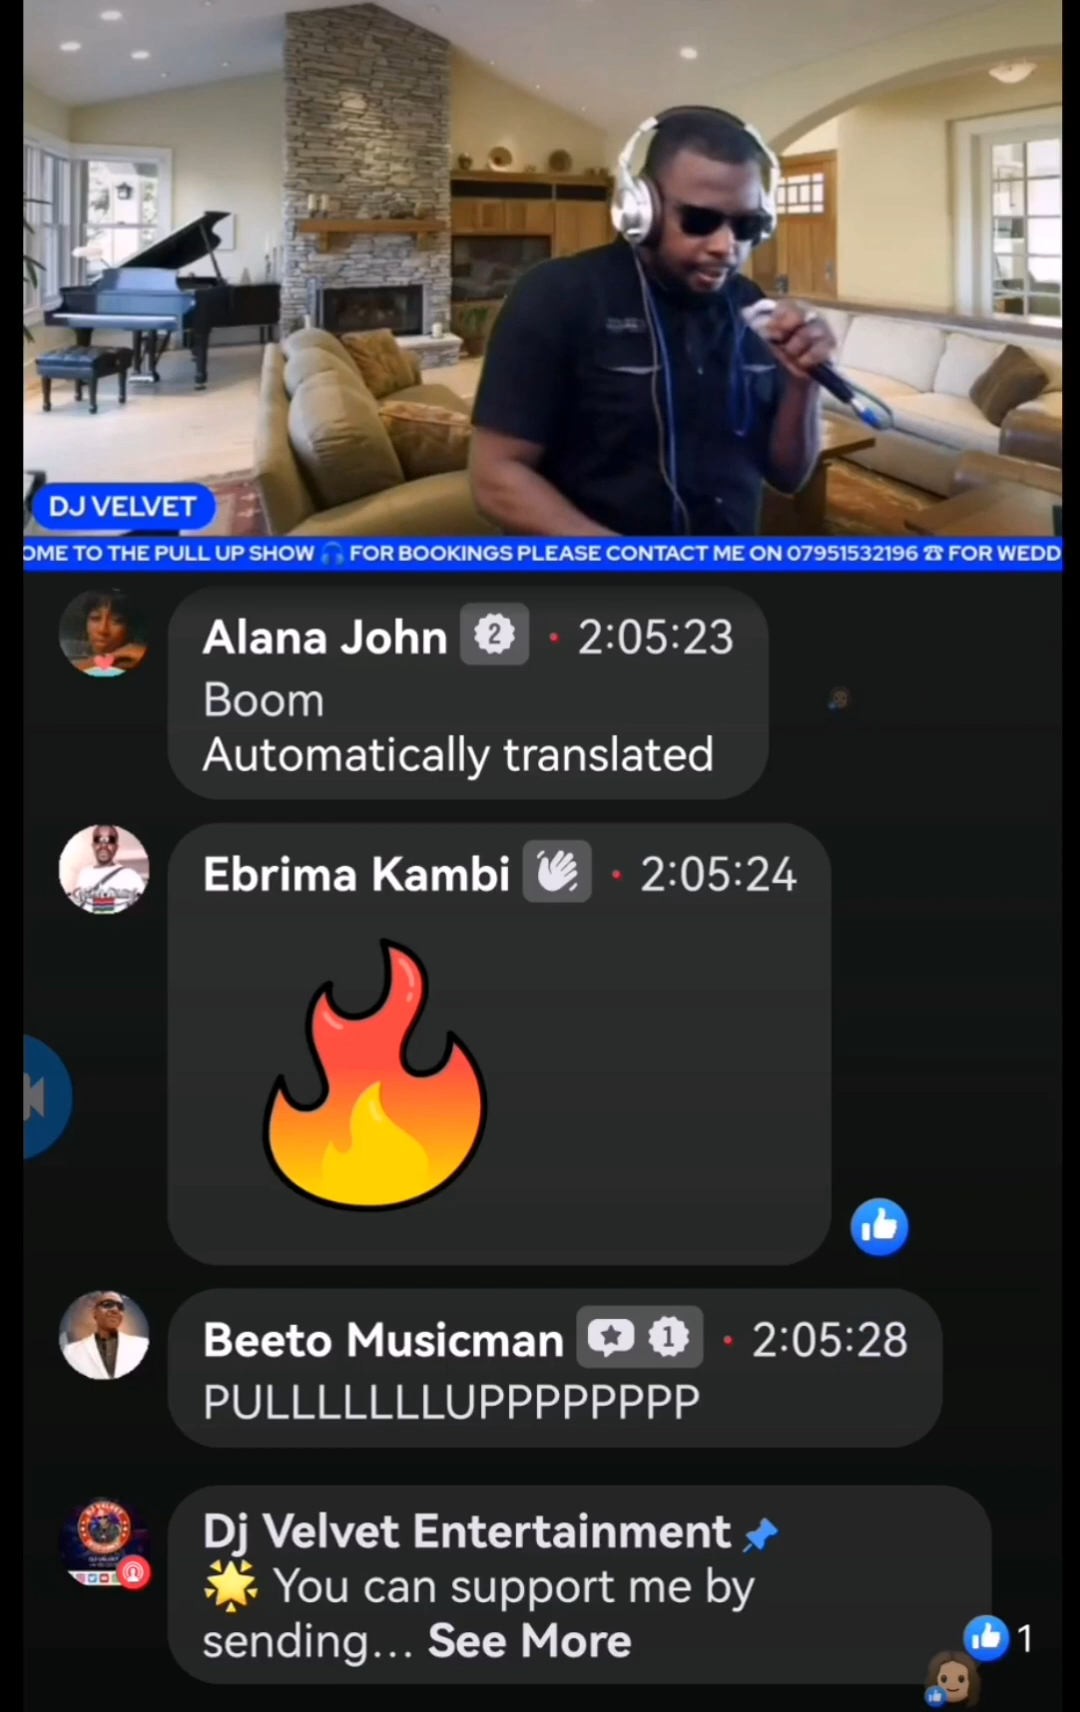 DJ VELVET
OME TO THE PULL UP SHOW 🎧 FOR BOOKINGS PLEASE CONTACT ME ON 07951532196 ☎ FOR WEDD
Alana John 2 · 2:05:23
Boom
Automatically translated
Ebrima Kambi 👋 · 2:05:24
Beeto Musicman 1 · 2:05:28
PULLLLLLLUPPPPPPPP
Dj Velvet Entertainment 📌
🌟 You can support me by
sending... See More
1